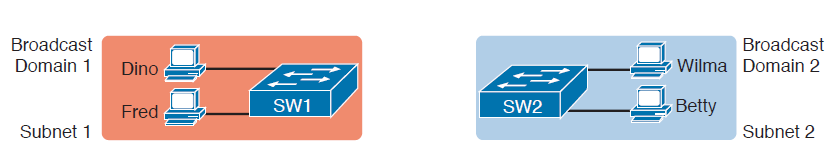 Broadcast
Domain 1
Dino
Fred
SW1
Subnet 1
SW2
Wilma
Betty
Broadcast
Domain 2
Subnet 2